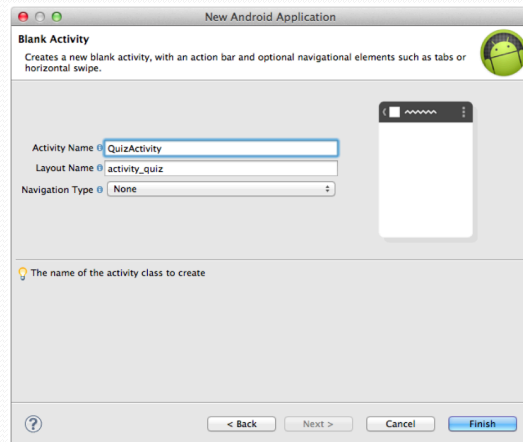 New Android Application
Blank Activity
Creates a new blank activity, with an action bar and optional navigational elements such as tabs or
horizontal swipe.
Activity Name QuizActivity
Layout Name activity_quiz
Navigation Type None
The name of the activity class to create
?
< Back Next > Cancel Finish